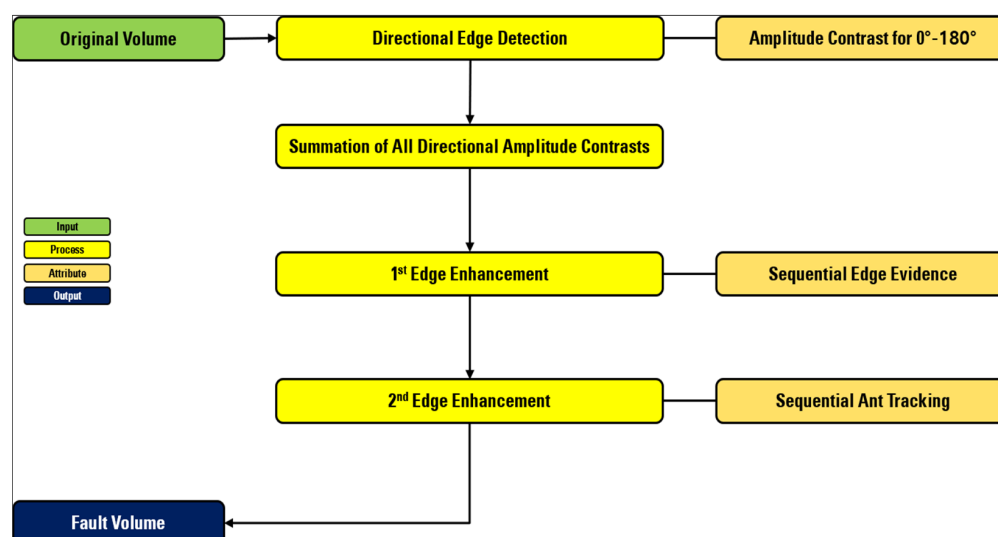 Original Volume
Directional Edge Detection
Amplitude Contrast for 0°-180°
Summation of All Directional Amplitude Contrasts
Input
Process
Attribute
Output
1st Edge Enhancement
Sequential Edge Evidence
2nd Edge Enhancement
Sequential Ant Tracking
Fault Volume